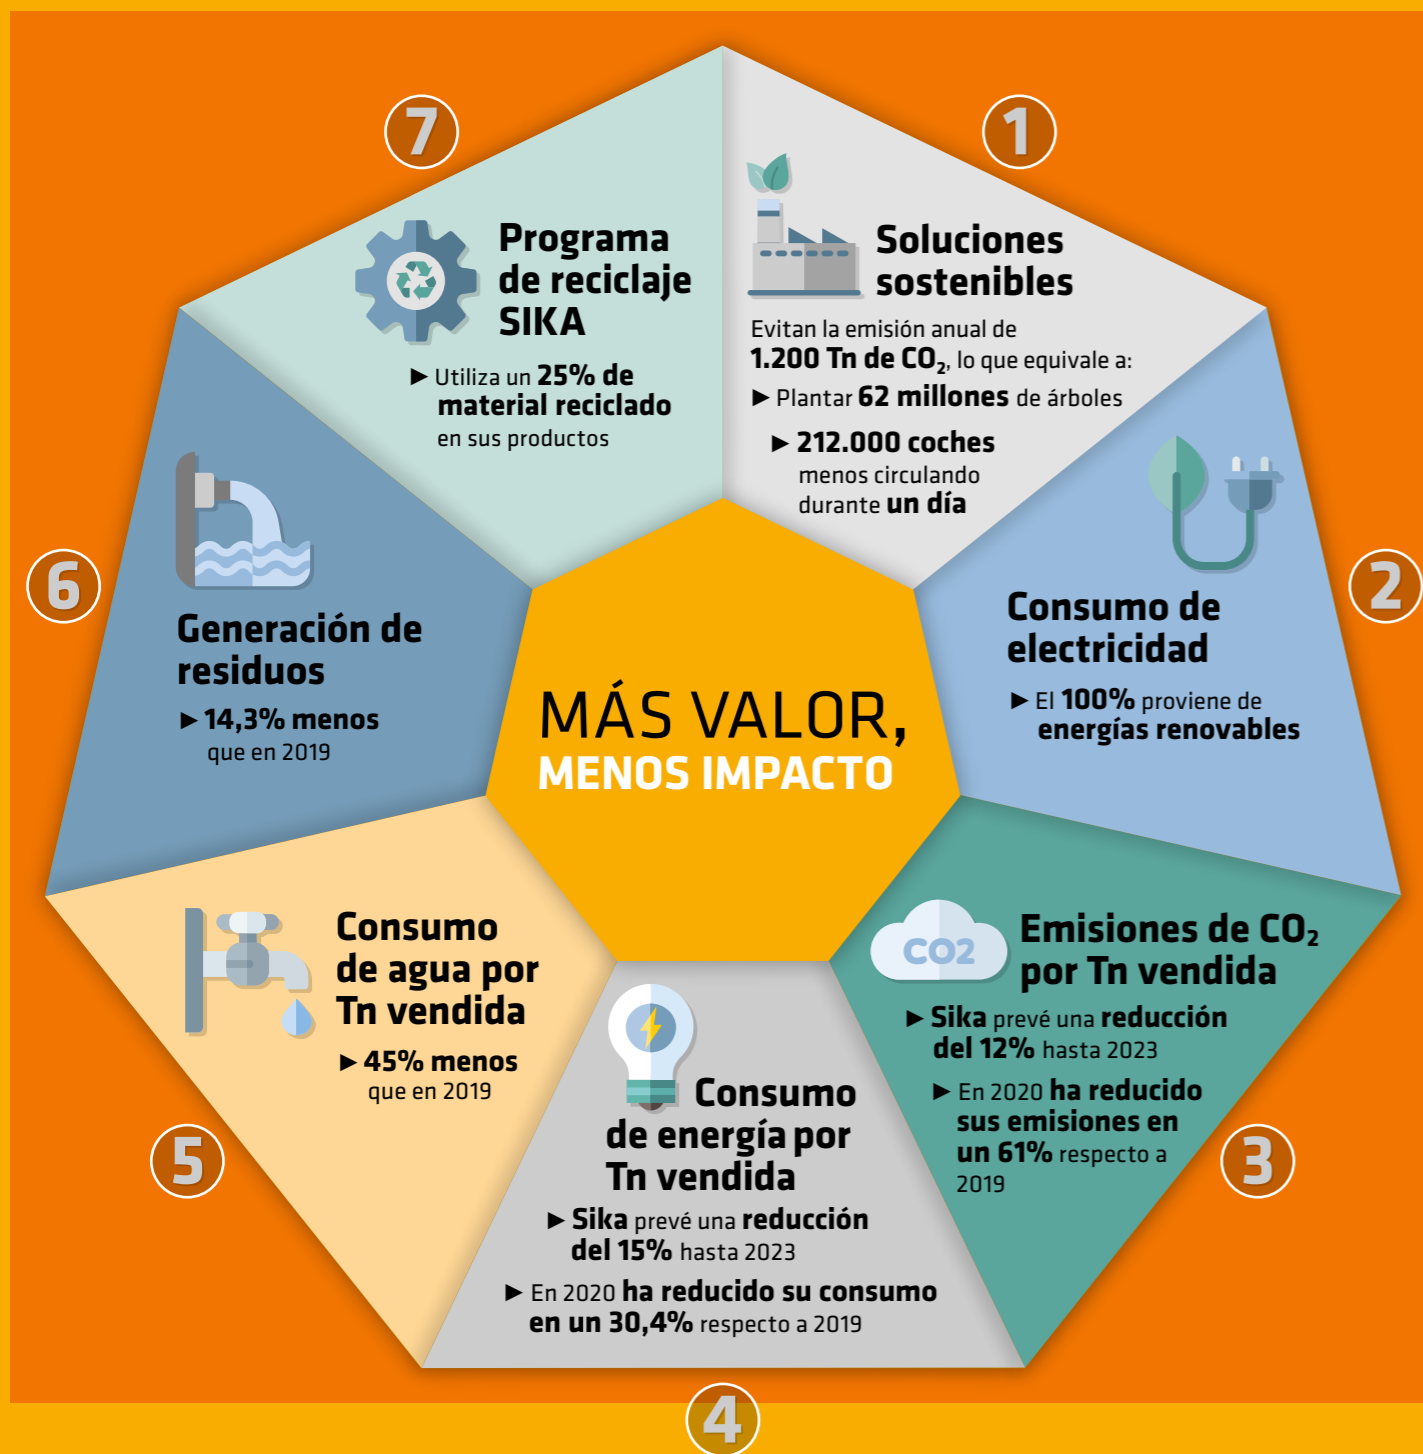 MÁS VALOR,
MENOS IMPACTO
1
Soluciones
sostenibles
Evitan la emisión anual de
1.200 Tn de CO₂, lo que equivale a:
► Plantar 62 millones de árboles
► 212.000 coches
menos circulando
durante un día
2
Consumo de
electricidad
► El 100% proviene de
energías renovables
3
CO2
Emisiones de CO₂
por Tn vendida
► Sika prevé una reducción
del 12% hasta 2023
► En 2020 ha reducido
sus emisiones en
un 61% respecto a
2019
4
Consumo
de energía por
Tn vendida
► Sika prevé una reducción
del 15% hasta 2023
► En 2020 ha reducido su consumo
en un 30,4% respecto a 2019
5
Consumo
de agua por
Tn vendida
► 45% menos
que en 2019
6
Generación de
residuos
► 14,3% menos
que en 2019
7
Programa
de reciclaje
SIKA
► Utiliza un 25% de
material reciclado
en sus productos